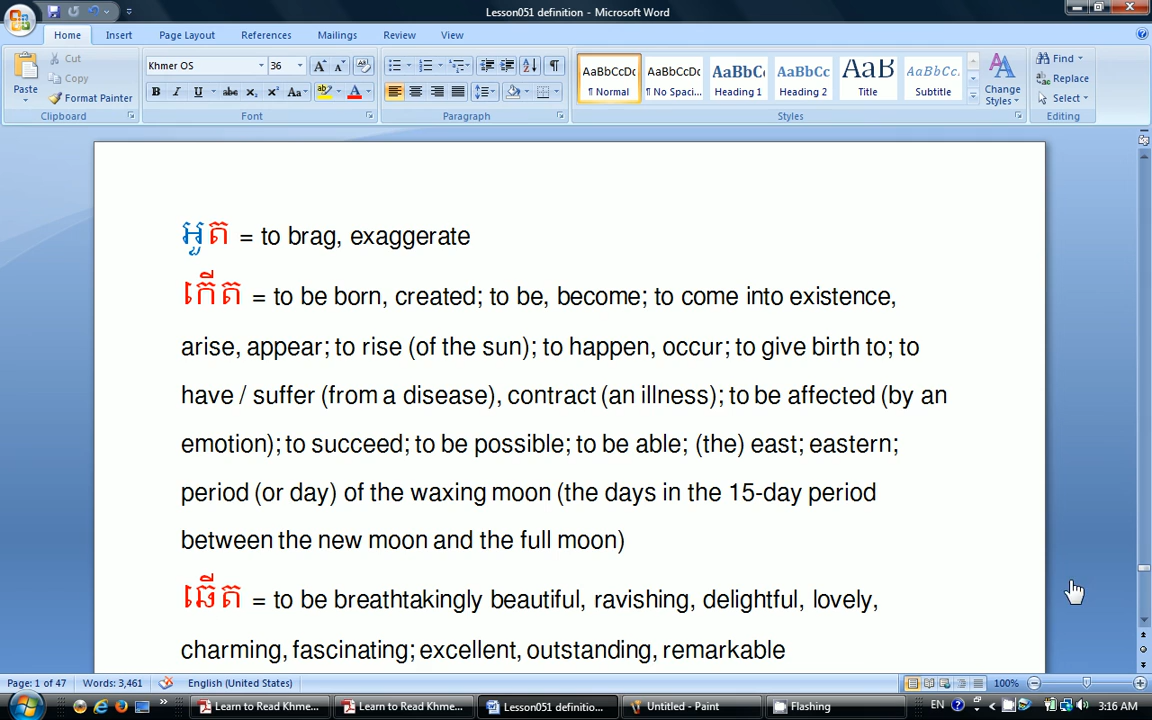 Lesson051 definition - Microsoft Word
Home Insert Page Layout References Mailings Review View
Paste
Cut
Copy
Format Painter
Clipboard
Khmer OS 36
Font
Paragraph
AaBbCcDc AaBbCcDc AaBbC AaBbCc AaB AaBbCc.
¶ Normal ¶ No Spaci... Heading 1 Heading 2 Title Subtitle
Change Styles
Styles
Find
Replace
Select
Editing
អួត = to brag, exaggerate
កើត = to be born, created; to be, become; to come into existence,
arise, appear; to rise (of the sun); to happen, occur; to give birth to; to
have / suffer (from a disease), contract (an illness); to be affected (by an
emotion); to succeed; to be possible; to be able; (the) east; eastern;
period (or day) of the waxing moon (the days in the 15-day period
between the new moon and the full moon)
ឆើត = to be breathtakingly beautiful, ravishing, delightful, lovely,
charming, fascinating; excellent, outstanding, remarkable
Page: 1 of 47 Words: 3,461 English (United States) 100%
Learn to Read Khme... Learn to Read Khme... Lesson051 definitio... Untitled - Paint Flashing EN 3:16 AM